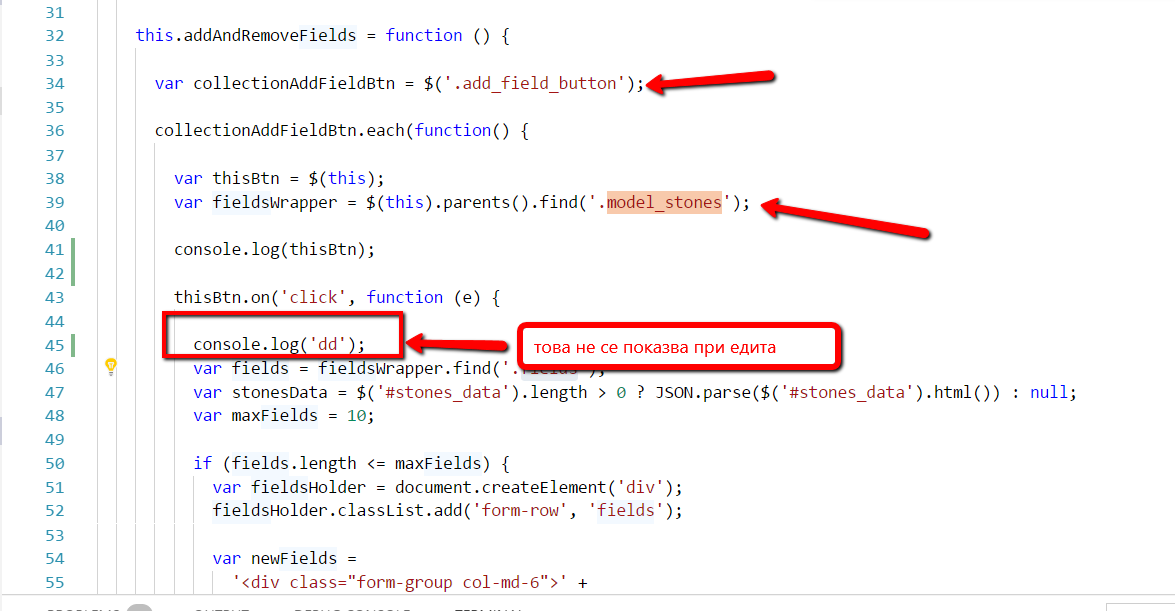 31
32 this.addAndRemoveFields = function () {
33
34 var collectionAddFieldBtn = $('.add_field_button');
35
36 collectionAddFieldBtn.each(function() {
37
38 var thisBtn = $(this);
39 var fieldsWrapper = $(this).parents().find('.model_stones');
40
41 console.log(thisBtn);
42
43 thisBtn.on('click', function (e) {
44
45 console.log('dd');
това не се показва при едита
46 var fields = fieldsWrapper.find('.fields');
47 var stonesData = $('#stones_data').length > 0 ? JSON.parse($('#stones_data').html()) : null;
48 var maxFields = 10;
49
50 if (fields.length <= maxFields) {
51 var fieldsHolder = document.createElement('div');
52 fieldsHolder.classList.add('form-row', 'fields');
53
54 var newFields =
55 '<div class="form-group col-md-6">' +